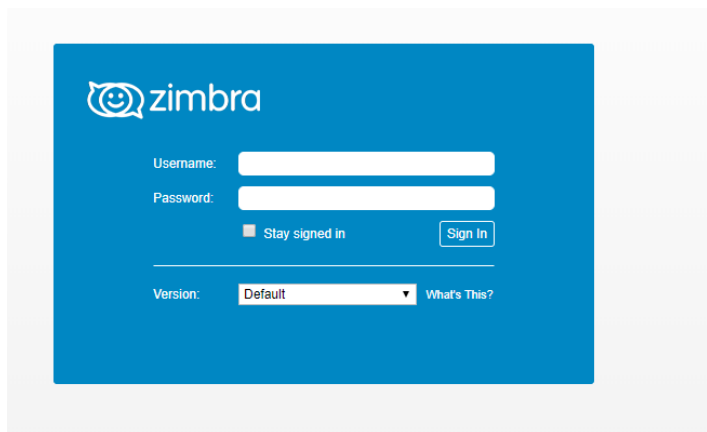 zimbra
Username:
Password:
Stay signed in
Sign In
Version:
Default
What's This?